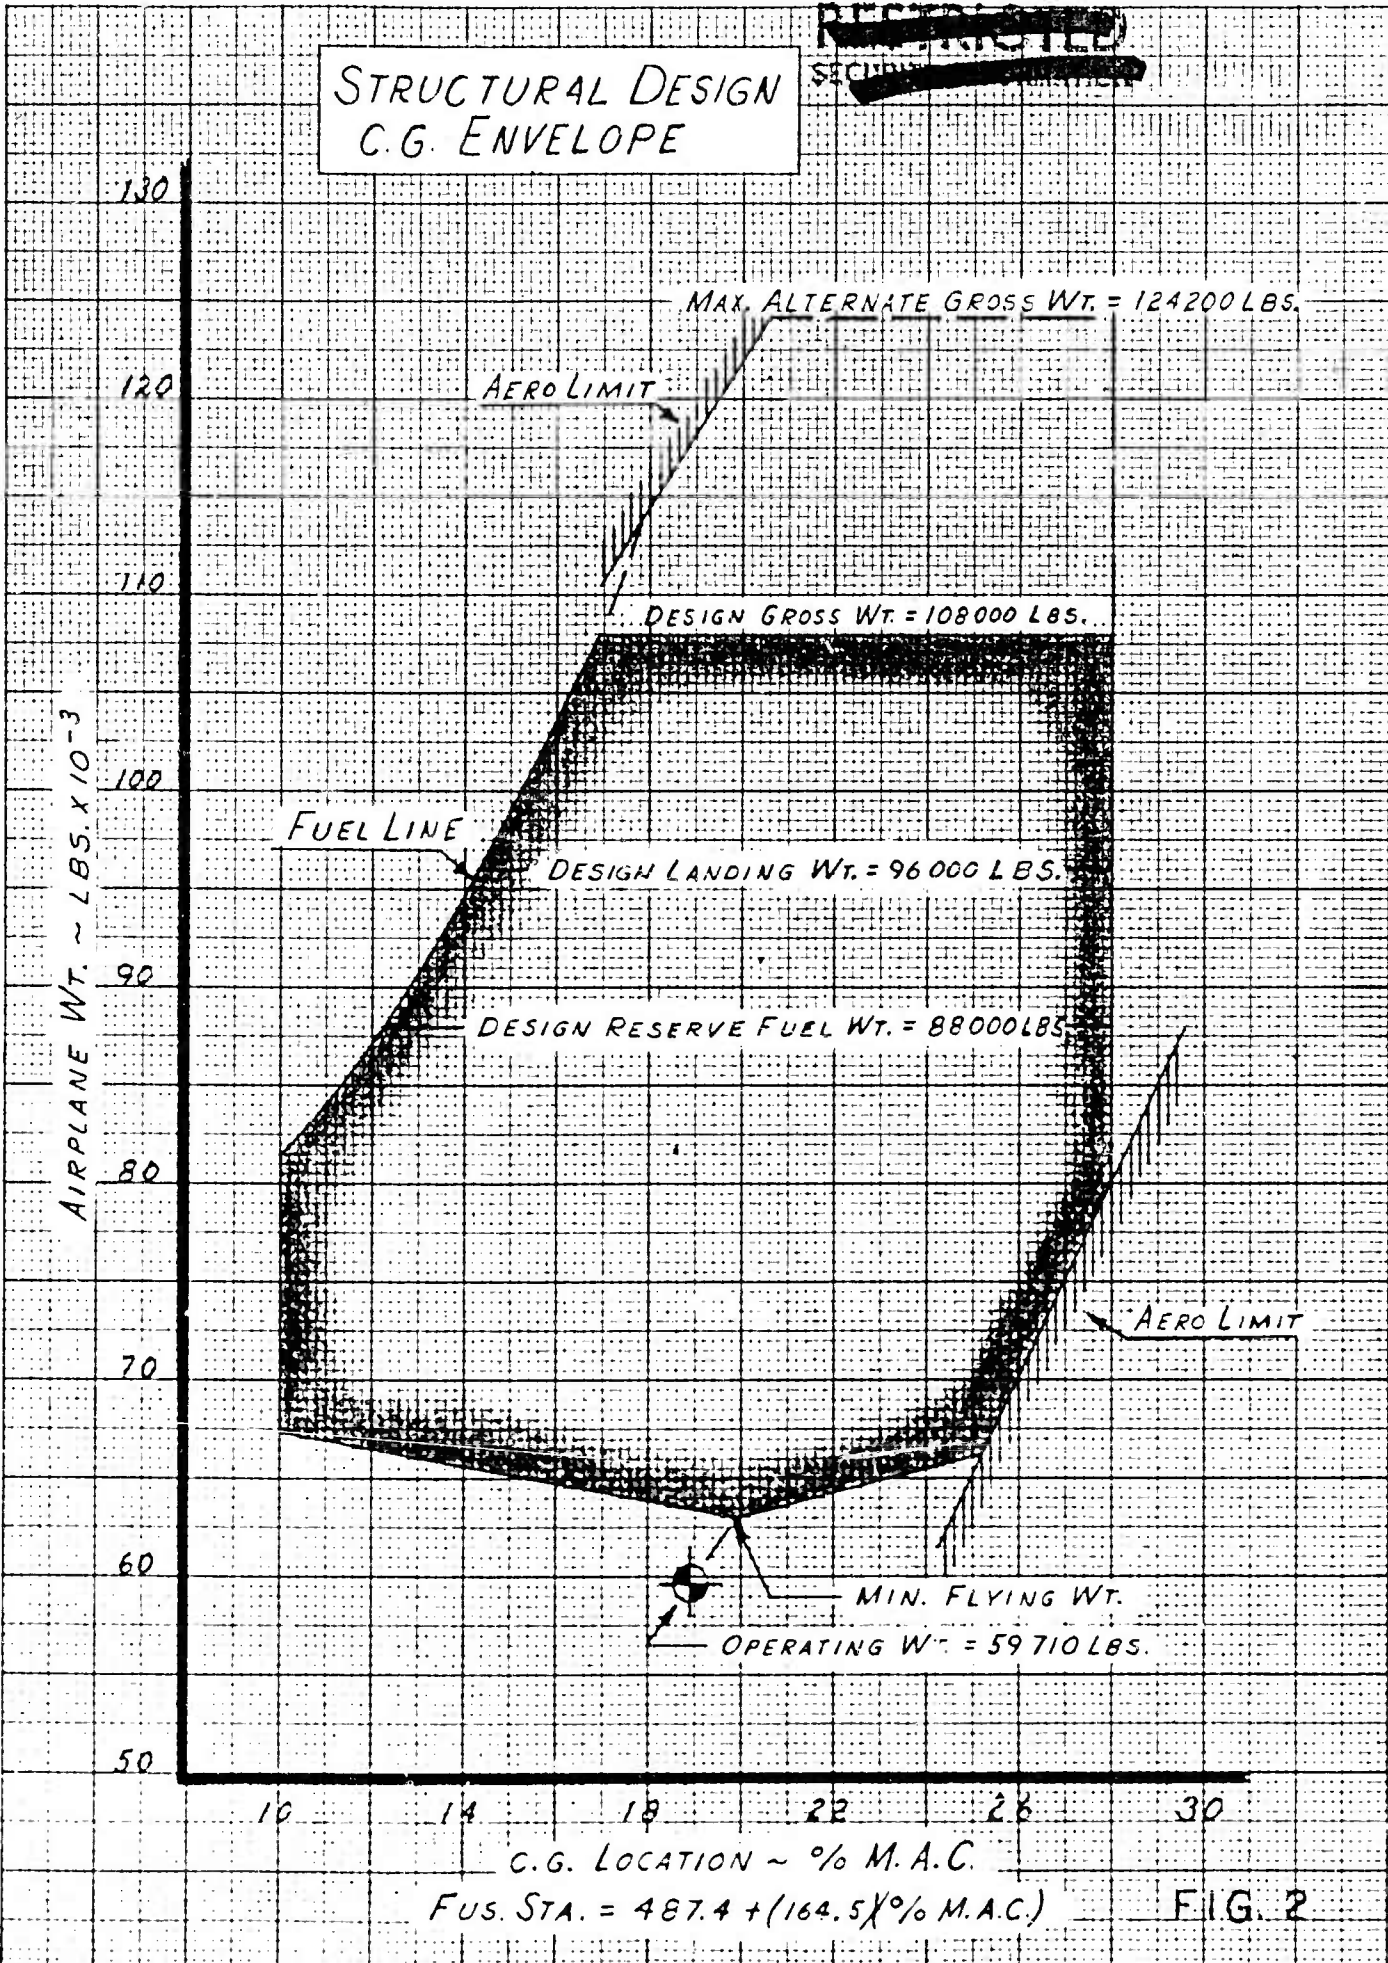 RESTRICTED
STRUCTURAL DESIGN
C.G. ENVELOPE
130
MAX. ALTERNATE GROSS WT. = 124200 LBS.
120
AERO LIMIT
110
DESIGN GROSS WT. = 108000 LBS.
AIRPLANE WT. ~ LBS. X 10⁻³
100
FUEL LINE
DESIGN LANDING WT. = 96000 LBS.
90
DESIGN RESERVE FUEL WT. = 88000 LBS
80
AERO LIMIT
70
60
MIN. FLYING WT.
OPERATING WT. = 59710 LBS.
50
10 14 18 22 26 30
C.G. LOCATION ~ % M.A.C.
FUS. STA. = 487.4 + (164.5)(% M.A.C.)
FIG. 2